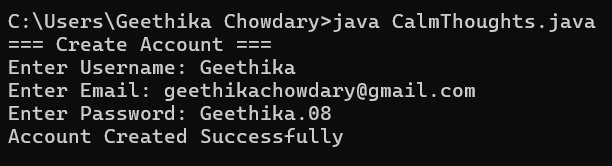 C:\Users\Geethika Chowdary>java CalmThoughts.java
=== Create Account ===
Enter Username: Geethika
Enter Email: geethikachowdary@gmail.com
Enter Password: Geethika.08
Account Created Successfully